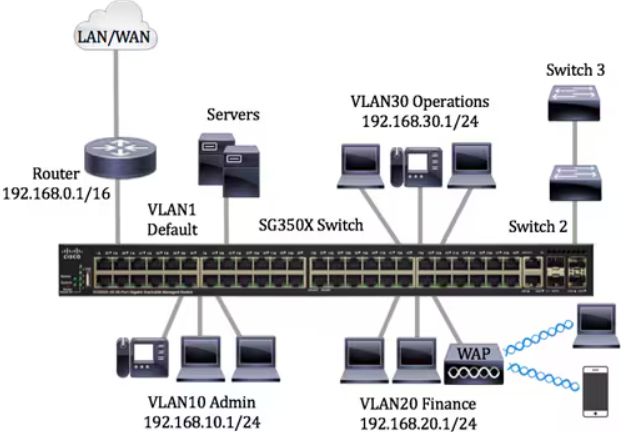 LAN/WAN
Switch 3
VLAN30 Operations
192.168.30.1/24
Servers
Router
192.168.0.1/16
VLAN1
Default
SG350X Switch
Switch 2
CISCO
WAP
VLAN10 Admin
192.168.10.1/24
VLAN20 Finance
192.168.20.1/24